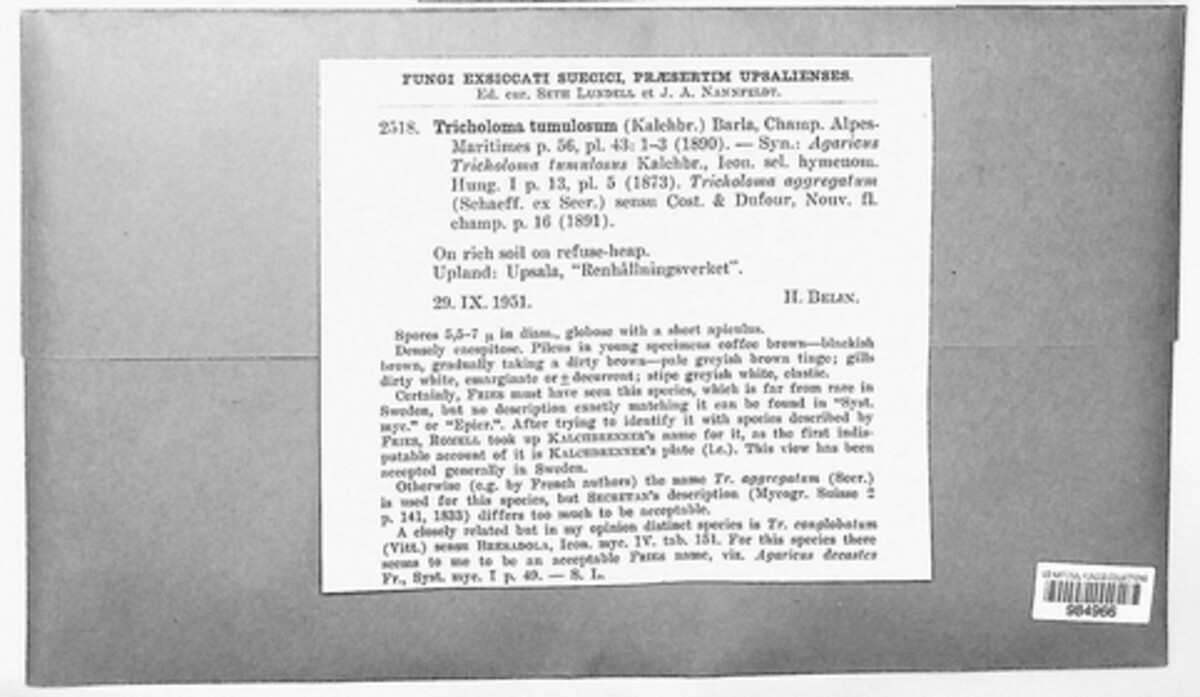 FUNGI EXSICCATI SUECICI, PRÆSERTIM UPSALIENSES.
Ed. cur. SETH LUNDELL et J. A. NANNFELDT.
2518. Tricholoma tumulosum (Kalchbr.) Barla, Champ. Alpes-
Maritimes p. 56, pl. 43: 1–3 (1890). — Syn.: Agaricus
Tricholoma tumulosus Kalchbr., Icon. sel. hymenom.
Hung. I p. 13, pl. 5 (1873). Tricholoma aggregatum
(Schaeff. ex Secr.) sensu Cost. & Dufour, Nouv. fl.
champ. p. 16 (1891).
On rich soil on refuse-heap.
Upland: Upsala, "Renhållningsverket".
29. IX. 1951. H. BELIN.
Spores 5,5–7 µ in diam., globose with a short apiculus.
Densely caespitose. Pileus in young specimens coffee brown—blackish
brown, gradually taking a dirty brown—pale greyish brown tinge; gills
dirty white, emarginate or ± decurrent; stipe greyish white, elastic.
Certainly, FRIES must have seen this species, which is far from rare in
Sweden, but no description exactly matching it can be found in "Syst.
myc." or "Epicr.". After trying to identify it with species described by
FRIES, ROMELL took up KALCHBRENNER's name for it, as the first indis-
putable account of it is KALCHBRENNER's plate (l.c.). This view has been
accepted generally in Sweden.
Otherwise (e.g. by French authors) the name Tr. aggregatum (Secr.)
is used for this species, but SECRETAN's description (Mycogr. Suisse 2
p. 141, 1833) differs too much to be acceptable.
A closely related but in my opinion distinct species is Tr. conglobatum
(Vitt.) sensu BRESADOLA, Icon. myc. IV. tab. 151. For this species there
seems to me to be an acceptable FRIES name, viz. Agaricus decastes
Fr., Syst. myc. I p. 49. — S. L.
US NATIONAL FUNGUS COLLECTIONS
984966